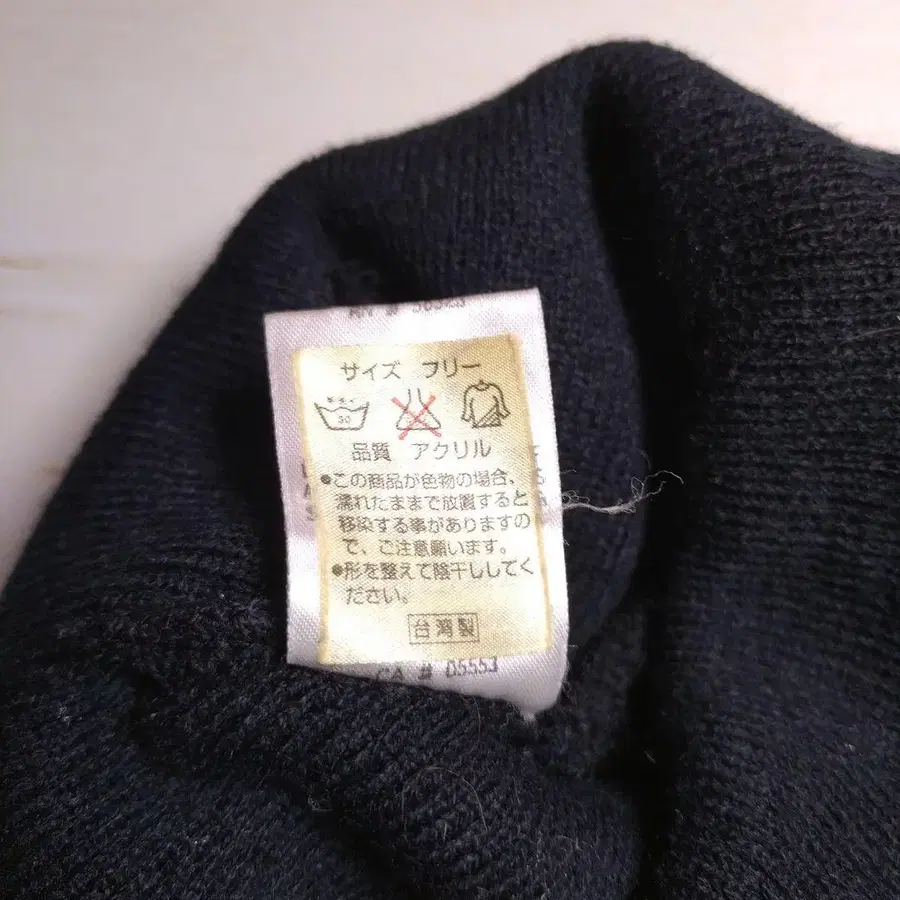 サイズ フリー
30
品質 アクリル
●この商品が色物の場合、
濡れたままで放置すると
移染する事がありますの
で、ご注意願います。
●形を整えて陰干ししてく
ださい。
台湾製
CA # 05553